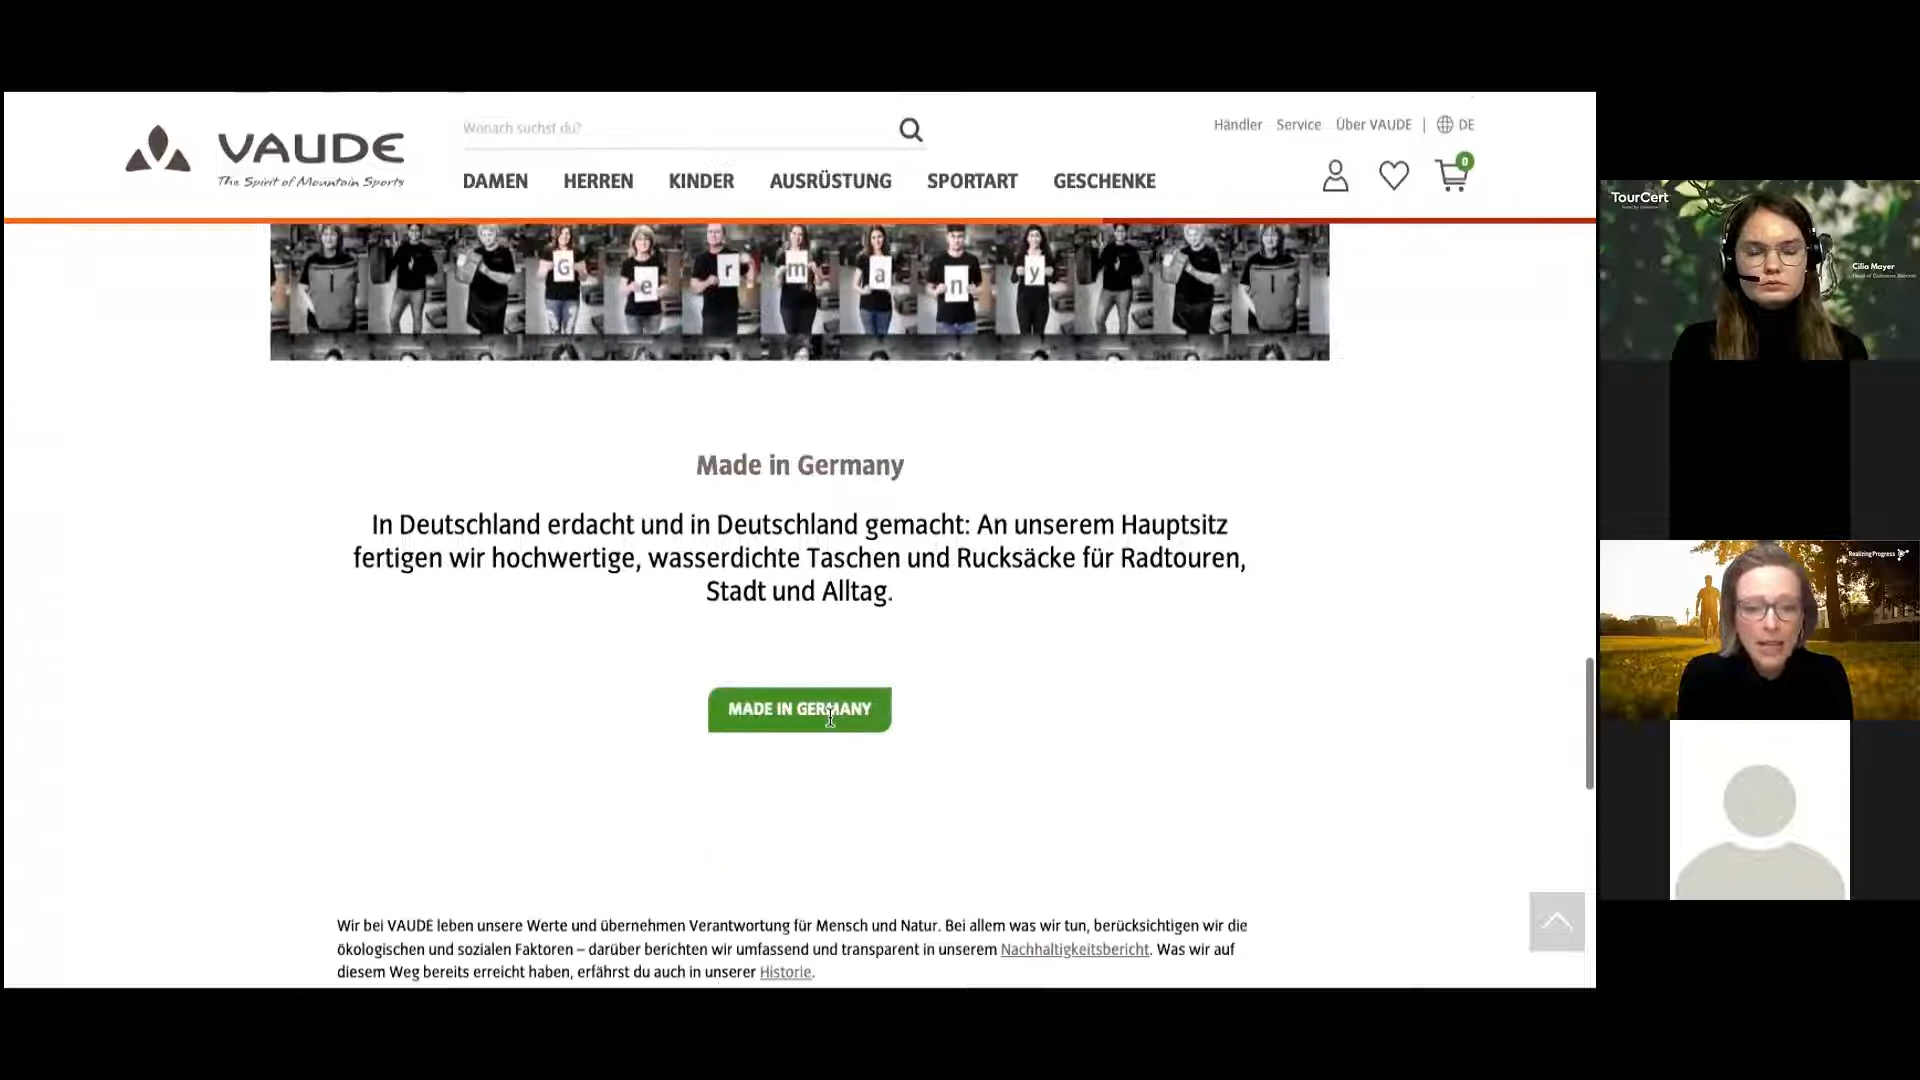 VAUDE
The Spirit of Mountain Sports
Wonach suchst du?
Händler Service Über VAUDE | DE
0
DAMEN HERREN KINDER AUSRÜSTUNG SPORTART GESCHENKE
G e r m a n y
Made in Germany
In Deutschland erdacht und in Deutschland gemacht: An unserem Hauptsitz
fertigen wir hochwertige, wasserdichte Taschen und Rucksäcke für Radtouren,
Stadt und Alltag.
MADE IN GERMANY
Wir bei VAUDE leben unsere Werte und übernehmen Verantwortung für Mensch und Natur. Bei allem was wir tun, berücksichtigen wir die
ökologischen und sozialen Faktoren – darüber berichten wir umfassend und transparent in unserem Nachhaltigkeitsbericht. Was wir auf
diesem Weg bereits erreicht haben, erfährst du auch in unserer Historie.
TourCert
Cilia Mayer
RealizingProgress